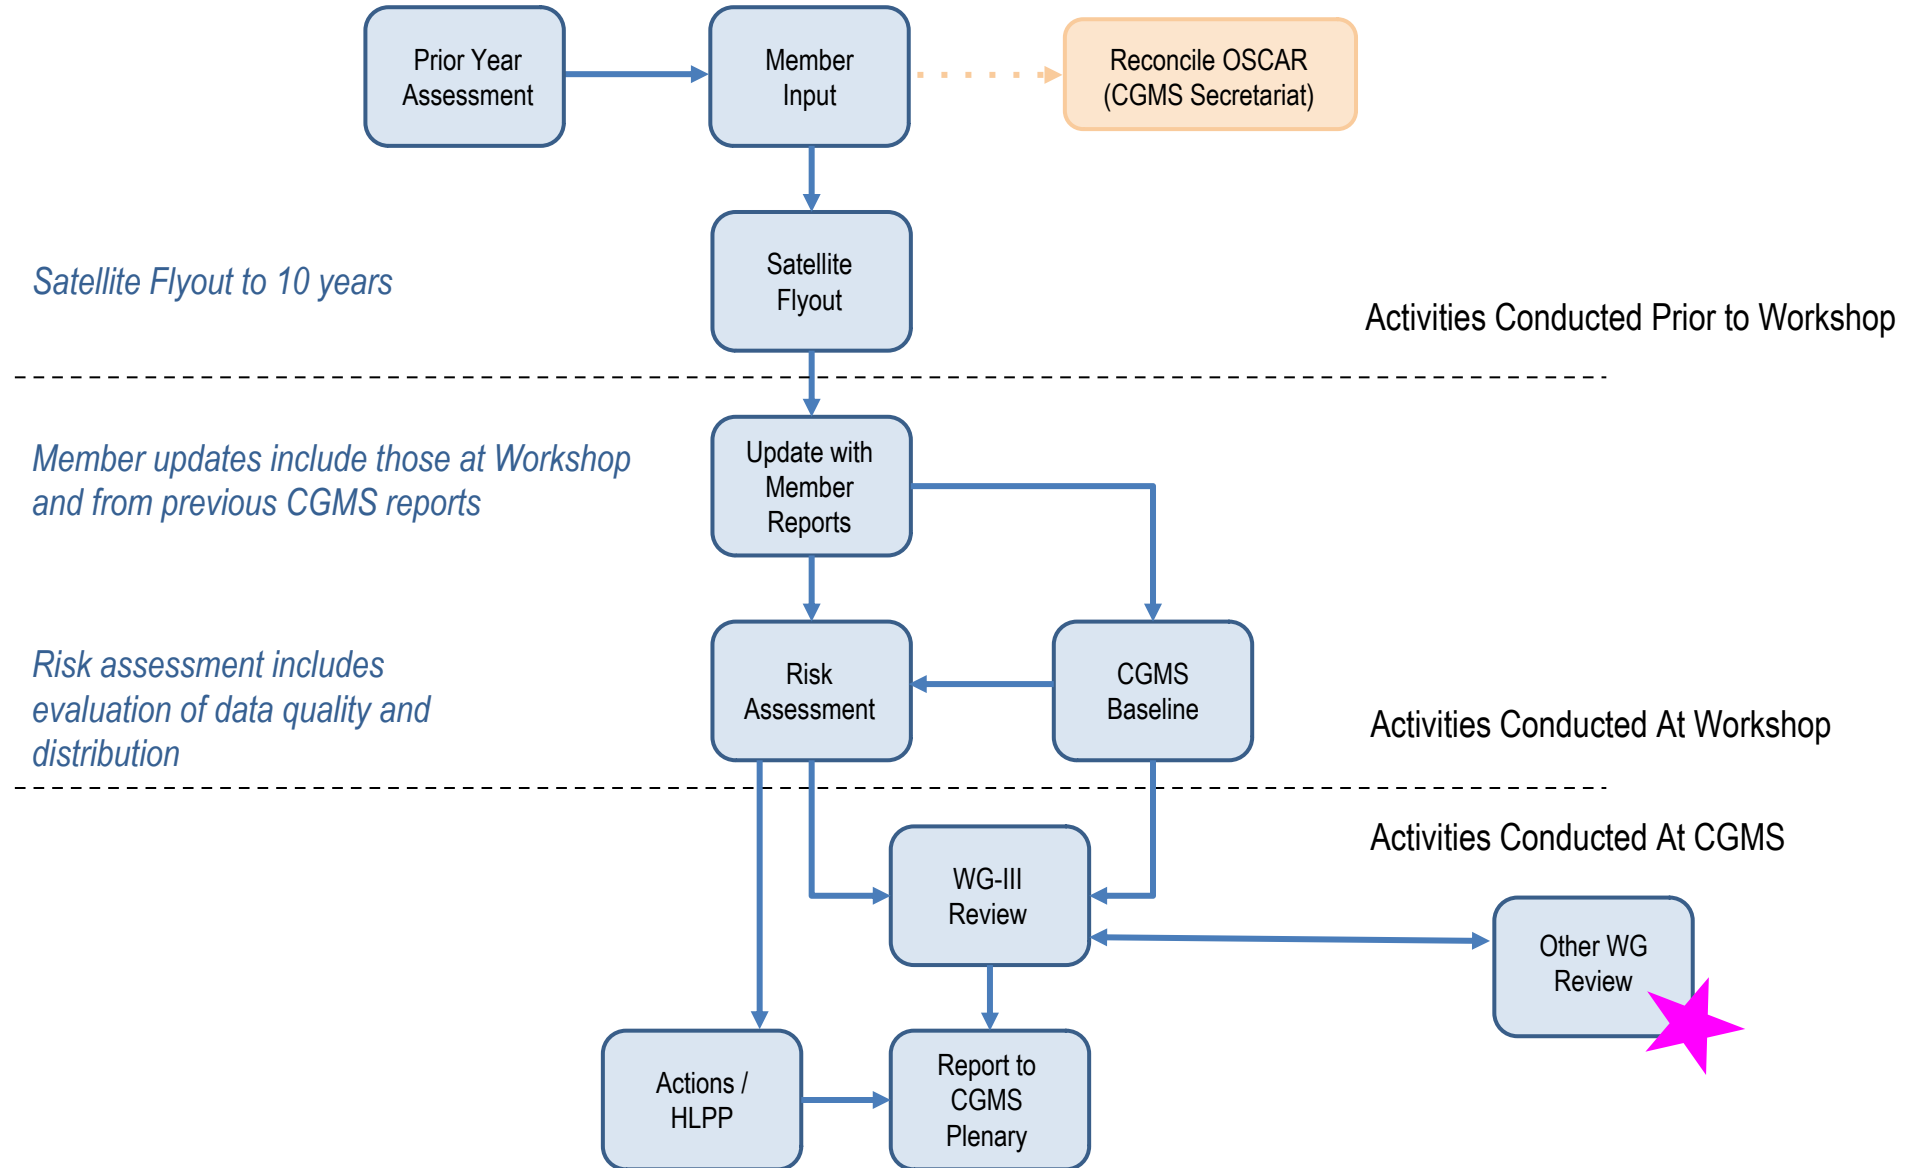 Prior Year
Assessment
Member
Input
Reconcile OSCAR
(CGMS Secretariat)
Satellite Flyout to 10 years
Satellite
Flyout
Activities Conducted Prior to Workshop
Member updates include those at Workshop
and from previous CGMS reports
Update with
Member
Reports
Risk assessment includes
evaluation of data quality and
distribution
Risk
Assessment
CGMS
Baseline
Activities Conducted At Workshop
Activities Conducted At CGMS
WG-III
Review
Other WG
Review
Actions /
HLPP
Report to
CGMS
Plenary